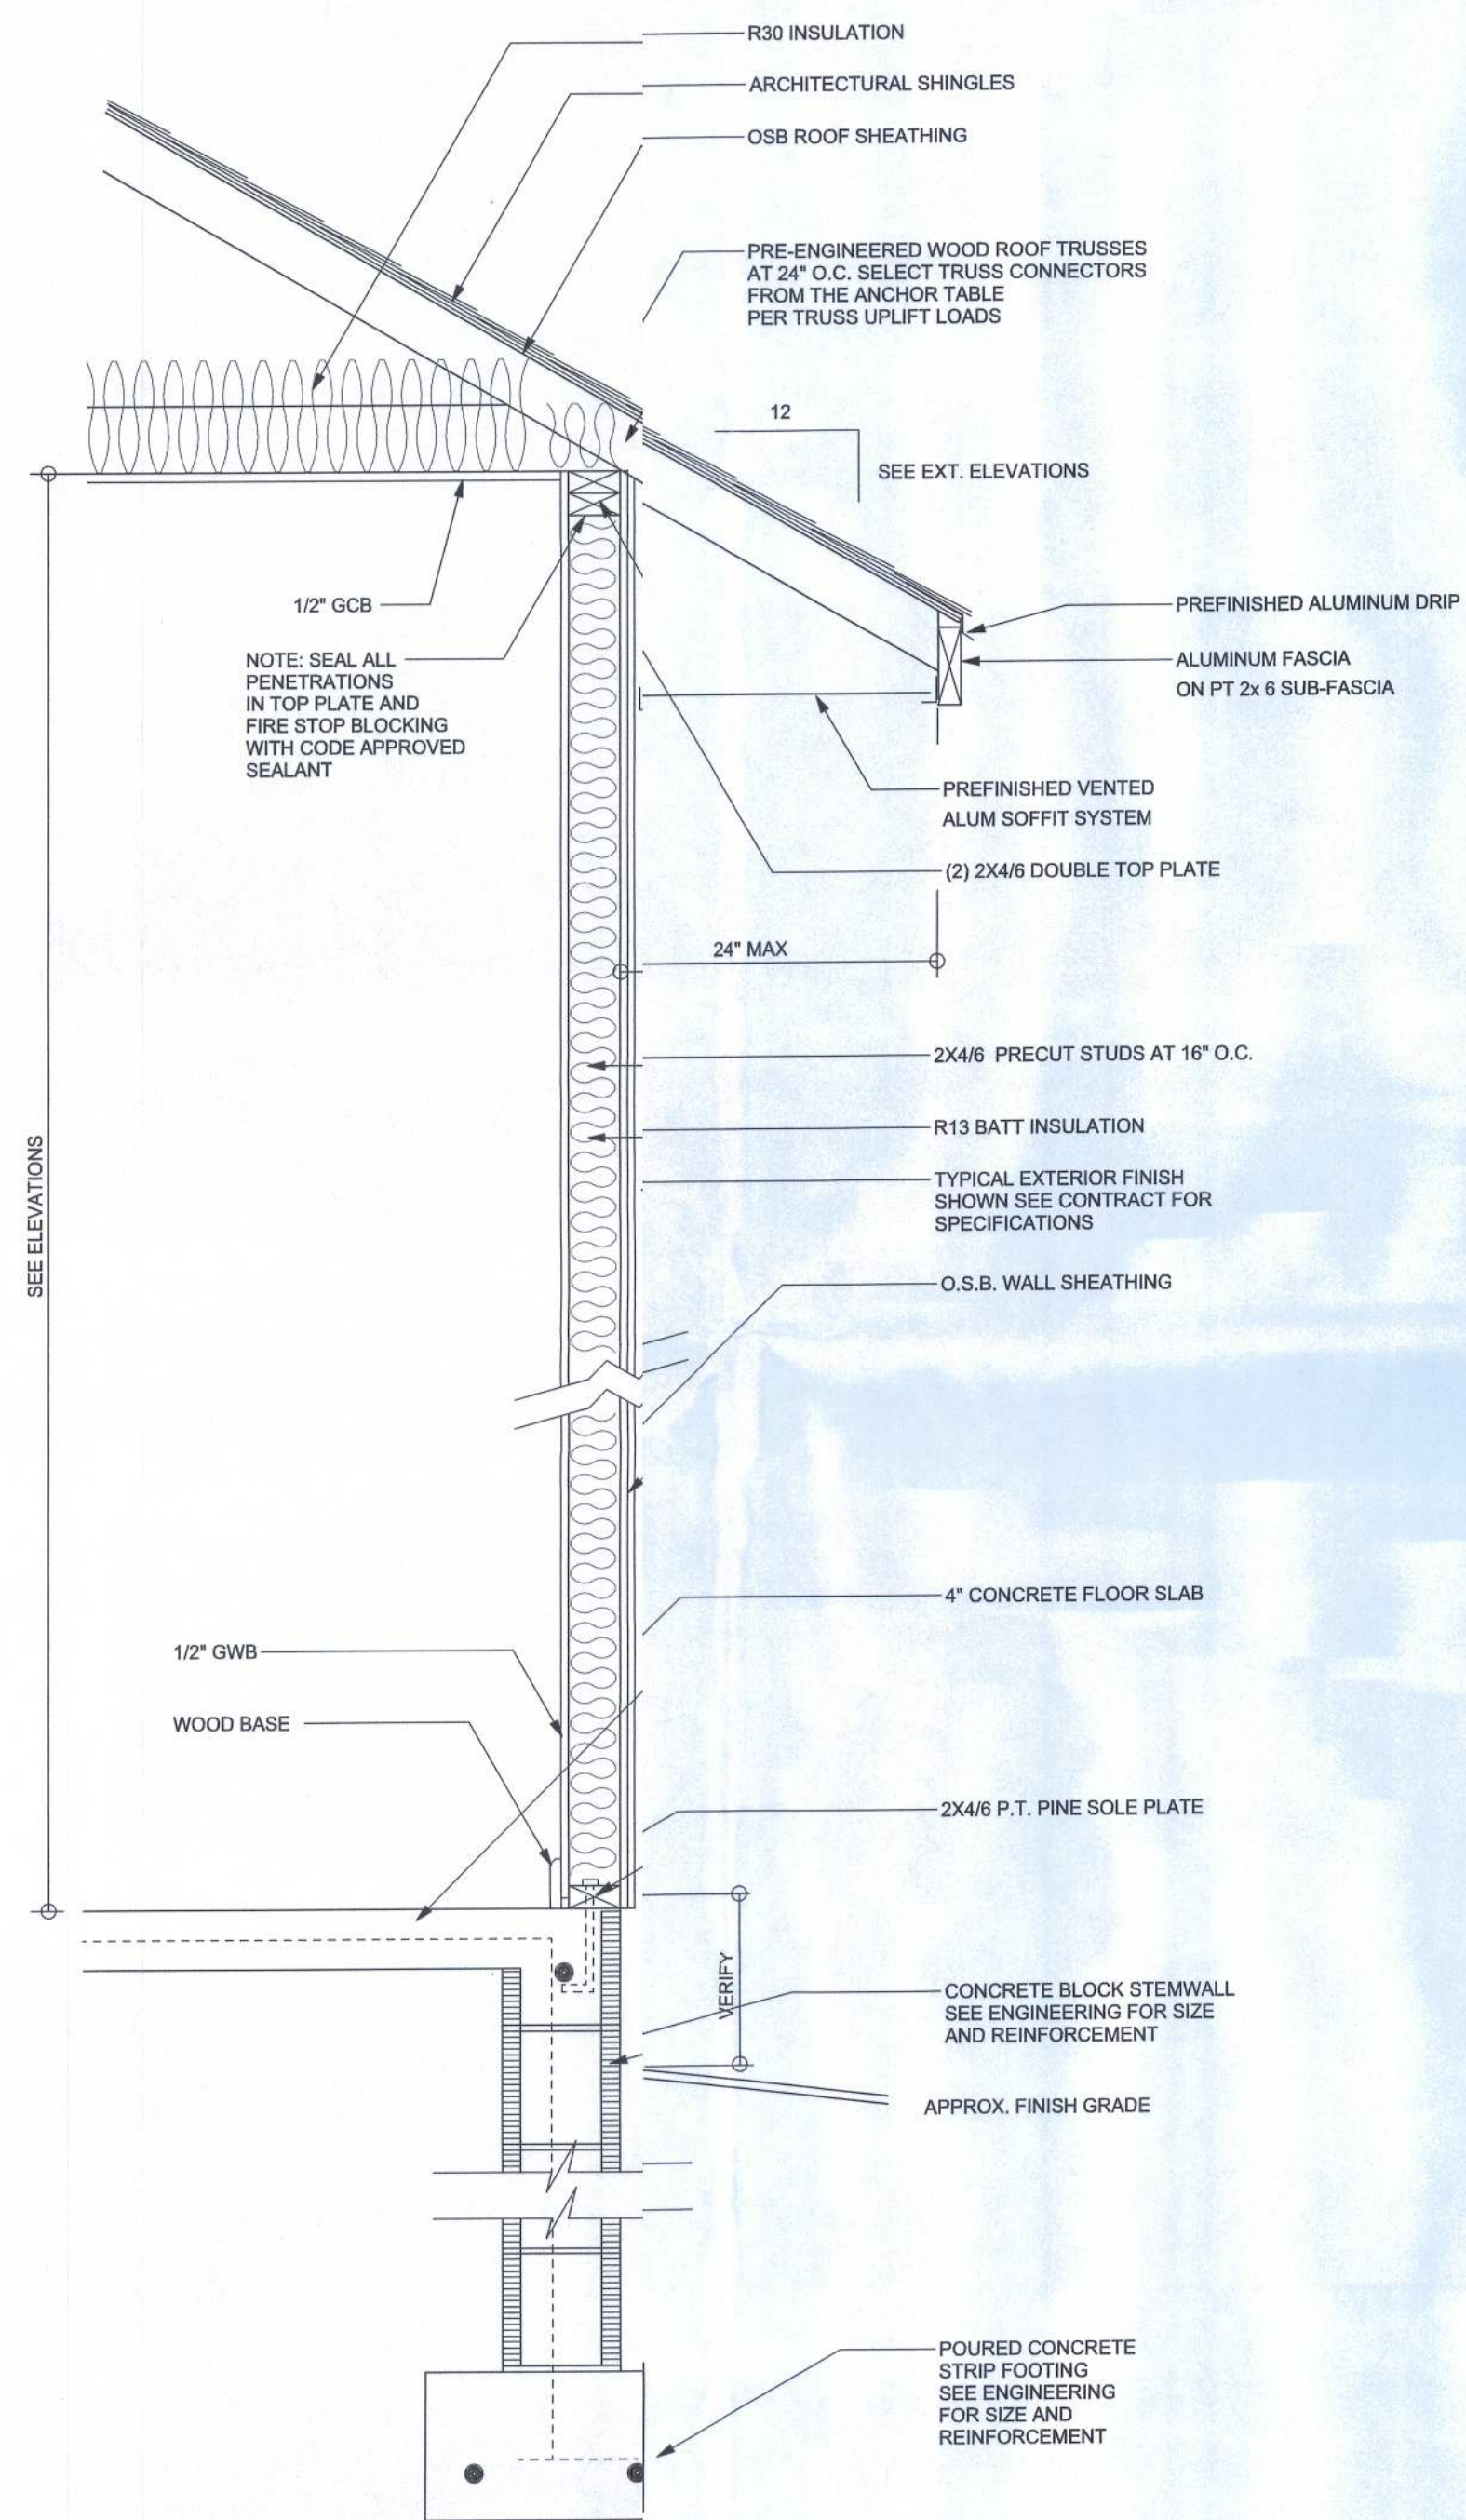 R30 INSULATION
ARCHITECTURAL SHINGLES
OSB ROOF SHEATHING
PRE-ENGINEERED WOOD ROOF TRUSSES
AT 24" O.C. SELECT TRUSS CONNECTORS
FROM THE ANCHOR TABLE
PER TRUSS UPLIFT LOADS
12
SEE EXT. ELEVATIONS
1/2" GCB
NOTE: SEAL ALL
PENETRATIONS
IN TOP PLATE AND
FIRE STOP BLOCKING
WITH CODE APPROVED
SEALANT
PREFINISHED ALUMINUM DRIP
ALUMINUM FASCIA
ON PT 2x 6 SUB-FASCIA
PREFINISHED VENTED
ALUM SOFFIT SYSTEM
(2) 2X4/6 DOUBLE TOP PLATE
24" MAX
2X4/6 PRECUT STUDS AT 16" O.C.
R13 BATT INSULATION
TYPICAL EXTERIOR FINISH
SHOWN SEE CONTRACT FOR
SPECIFICATIONS
SEE ELEVATIONS
O.S.B. WALL SHEATHING
4" CONCRETE FLOOR SLAB
1/2" GWB
WOOD BASE
2X4/6 P.T. PINE SOLE PLATE
VERIFY
CONCRETE BLOCK STEMWALL
SEE ENGINEERING FOR SIZE
AND REINFORCEMENT
APPROX. FINISH GRADE
POURED CONCRETE
STRIP FOOTING
SEE ENGINEERING
FOR SIZE AND
REINFORCEMENT